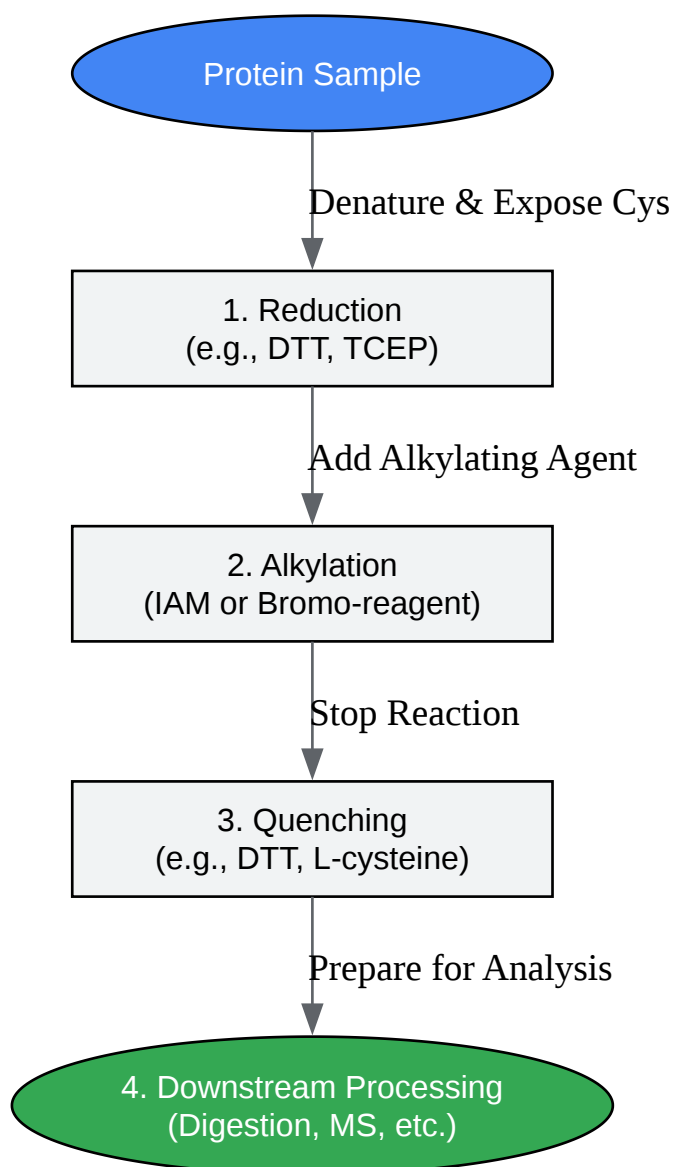 Protein Sample
Denature & Expose Cys
1. Reduction
(e.g., DTT, TCEP)
Add Alkylating Agent
2. Alkylation
(IAM or Bromo-reagent)
Stop Reaction
3. Quenching
(e.g., DTT, L-cysteine)
Prepare for Analysis
4. Downstream Processing
(Digestion, MS, etc.)